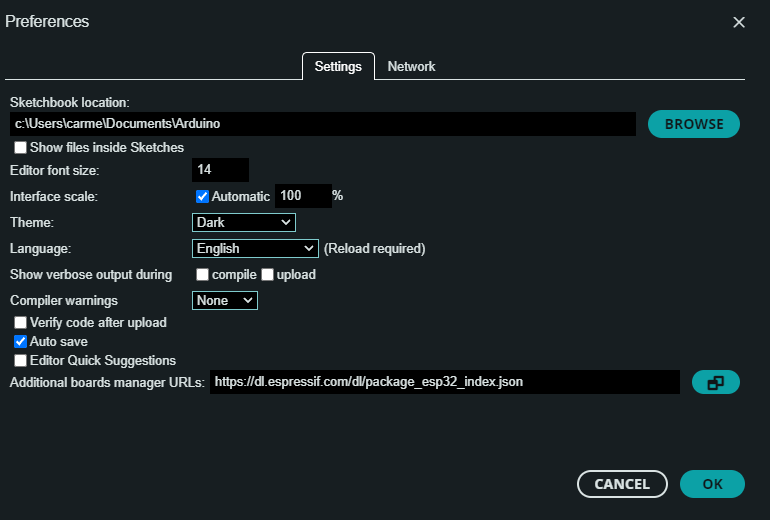 Preferences
Settings Network
Sketchbook location:
c:\Users\carme\Documents\Arduino BROWSE
Show files inside Sketches
Editor font size: 14
Interface scale: Automatic 100 %
Theme: Dark
Language: English (Reload required)
Show verbose output during compile upload
Compiler warnings None
Verify code after upload
Auto save
Editor Quick Suggestions
Additional boards manager URLs: https://dl.espressif.com/dl/package_esp32_index.json
CANCEL OK